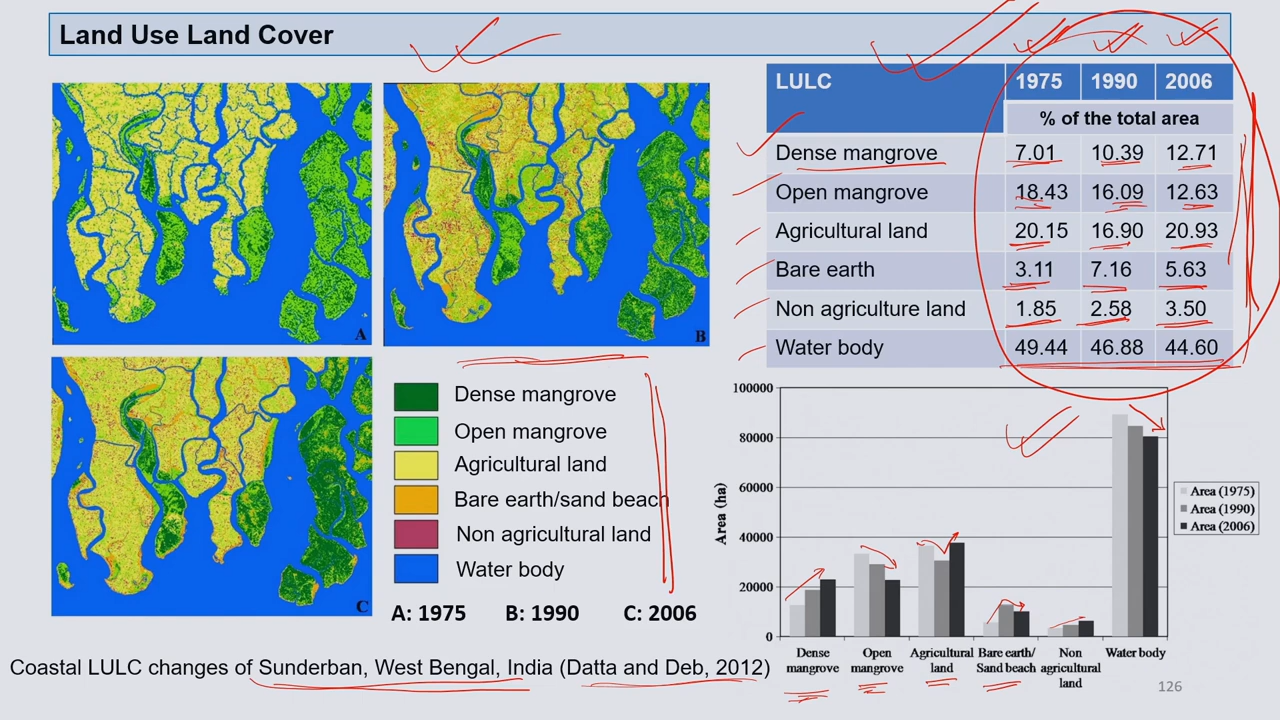 Land Use Land Cover
A
B
C
LULC 1975 1990 2006
% of the total area
Dense mangrove 7.01 10.39 12.71
Open mangrove 18.43 16.09 12.63
Agricultural land 20.15 16.90 20.93
Bare earth 3.11 7.16 5.63
Non agriculture land 1.85 2.58 3.50
Water body 49.44 46.88 44.60
Dense mangrove
Open mangrove
Agricultural land
Bare earth/sand beach
Non agricultural land
Water body
A: 1975 B: 1990 C: 2006
Area (ha)
100000
80000
60000
40000
20000
0
Dense
mangrove
Open
mangrove
Agricultural
land
Bare earth/
Sand beach
Non
agricultural
land
Water body
Area (1975)
Area (1990)
Area (2006)
Coastal LULC changes of Sunderban, West Bengal, India (Datta and Deb, 2012)
126